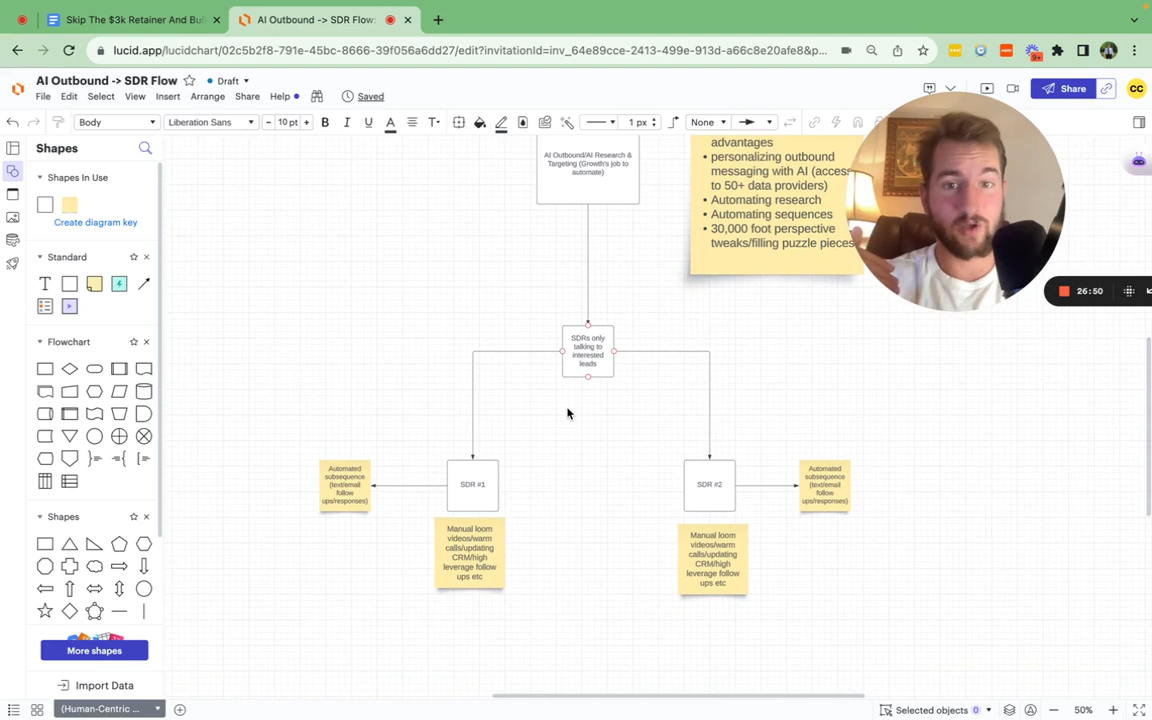 Skip The $3k Retainer And Bui
AI Outbound -> SDR Flow:
lucid.app/lucidchart/02c5b2f8-791e-45bc-8666-39f056a6dd27/edit?invitationId=inv_64e89cce-2413-499e-913d-a66c8e20afe8&p...
9+
AI Outbound -> SDR Flow
Draft
File
Edit
Select
View
Insert
Arrange
Share
Help
Saved
Share
CC
Body
Liberation Sans
10 pt
1 px
None
Shapes
Shapes In Use
Create diagram key
Standard
Flowchart
Shapes
More shapes
Import Data
AI Outbound/AI Research &
Targeting (Growth's job to
automate)
advantages
• personalizing outbound
messaging with AI (access
to 50+ data providers)
• Automating research
• Automating sequences
• 30,000 foot perspective
tweaks/filling puzzle pieces
26:50
SDRs only
talking to
interested
leads
Automated
subsequence
(text/email
follow
ups/responses)
SDR #1
SDR #2
Automated
subsequence
(text/email
follow
ups/responses)
Manual loom
videos/warm
calls/updating
CRM/high
leverage follow
ups etc
Manual loom
videos/warm
calls/updating
CRM/high
leverage follow
ups etc
(Human-Centric ...
Selected objects
0
50%